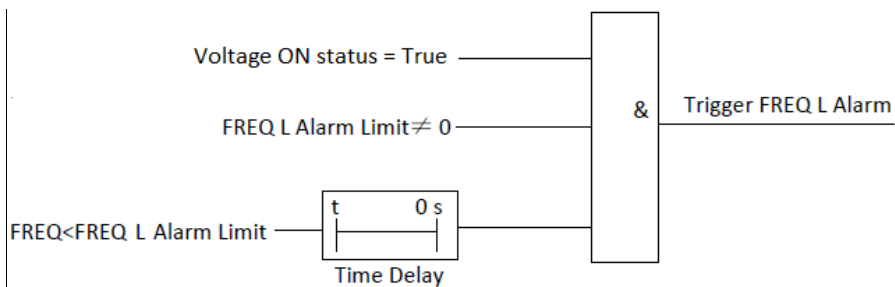 Voltage ON status = True
&
Trigger FREQ L Alarm
FREQ L Alarm Limit≠ 0
t 0 s
FREQ<FREQ L Alarm Limit
Time Delay